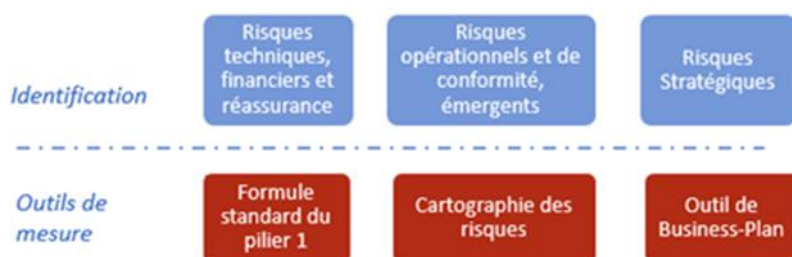 Identification
Risques
techniques,
financiers et
réassurance
Risques
opérationnels et de
conformité,
émergents
Risques
Stratégiques
Outils de
mesure
Formule
standard du
pilier 1
Cartographie des
risques
Outil de
Business-Plan